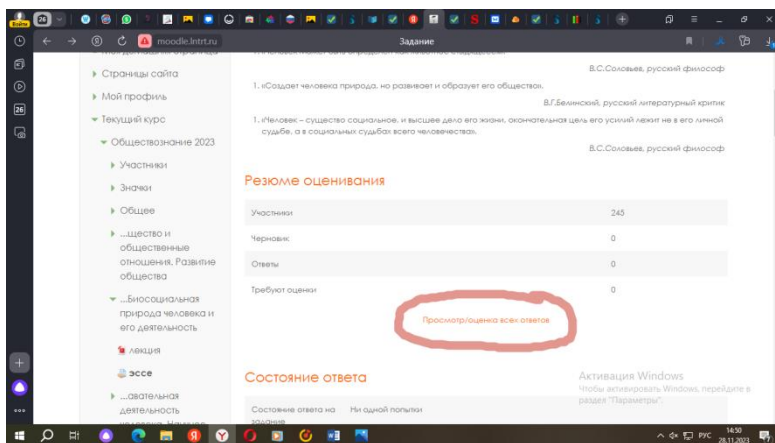 Войти
26
moodle.lntrt.ru
Задание
Страницы сайта
В.С.Соловьев, русский философ
Мой профиль
1. «Создает человека природа, но развивает и образует его общество».
В.Г.Белинский, русский литературный критик
Текущий курс
1. «Человек – существо социальное, и высшее дело его жизни, окончательная цель его усилий лежит не в его личной
судьбе, а в социальных судьбах всего человечества».
Обществознание 2023
В.С.Соловьев, русский философ
Участники
Резюме оценивания
Значки
Общее
Участники 245
...щество и
общественные
отношения. Развитие
общества
Черновик 0
Ответы 0
Требуют оценки 0
...Биосоциальная
природа человека и
его деятельность
Просмотр/оценка всех ответов
лекция
эссе
Состояние ответа
Активация Windows
Чтобы активировать Windows, перейдите в
раздел "Параметры".
...авательная
деятельность
Состояние ответа на
задание
Ни одной попытки
РУС
14:50
28.11.2023